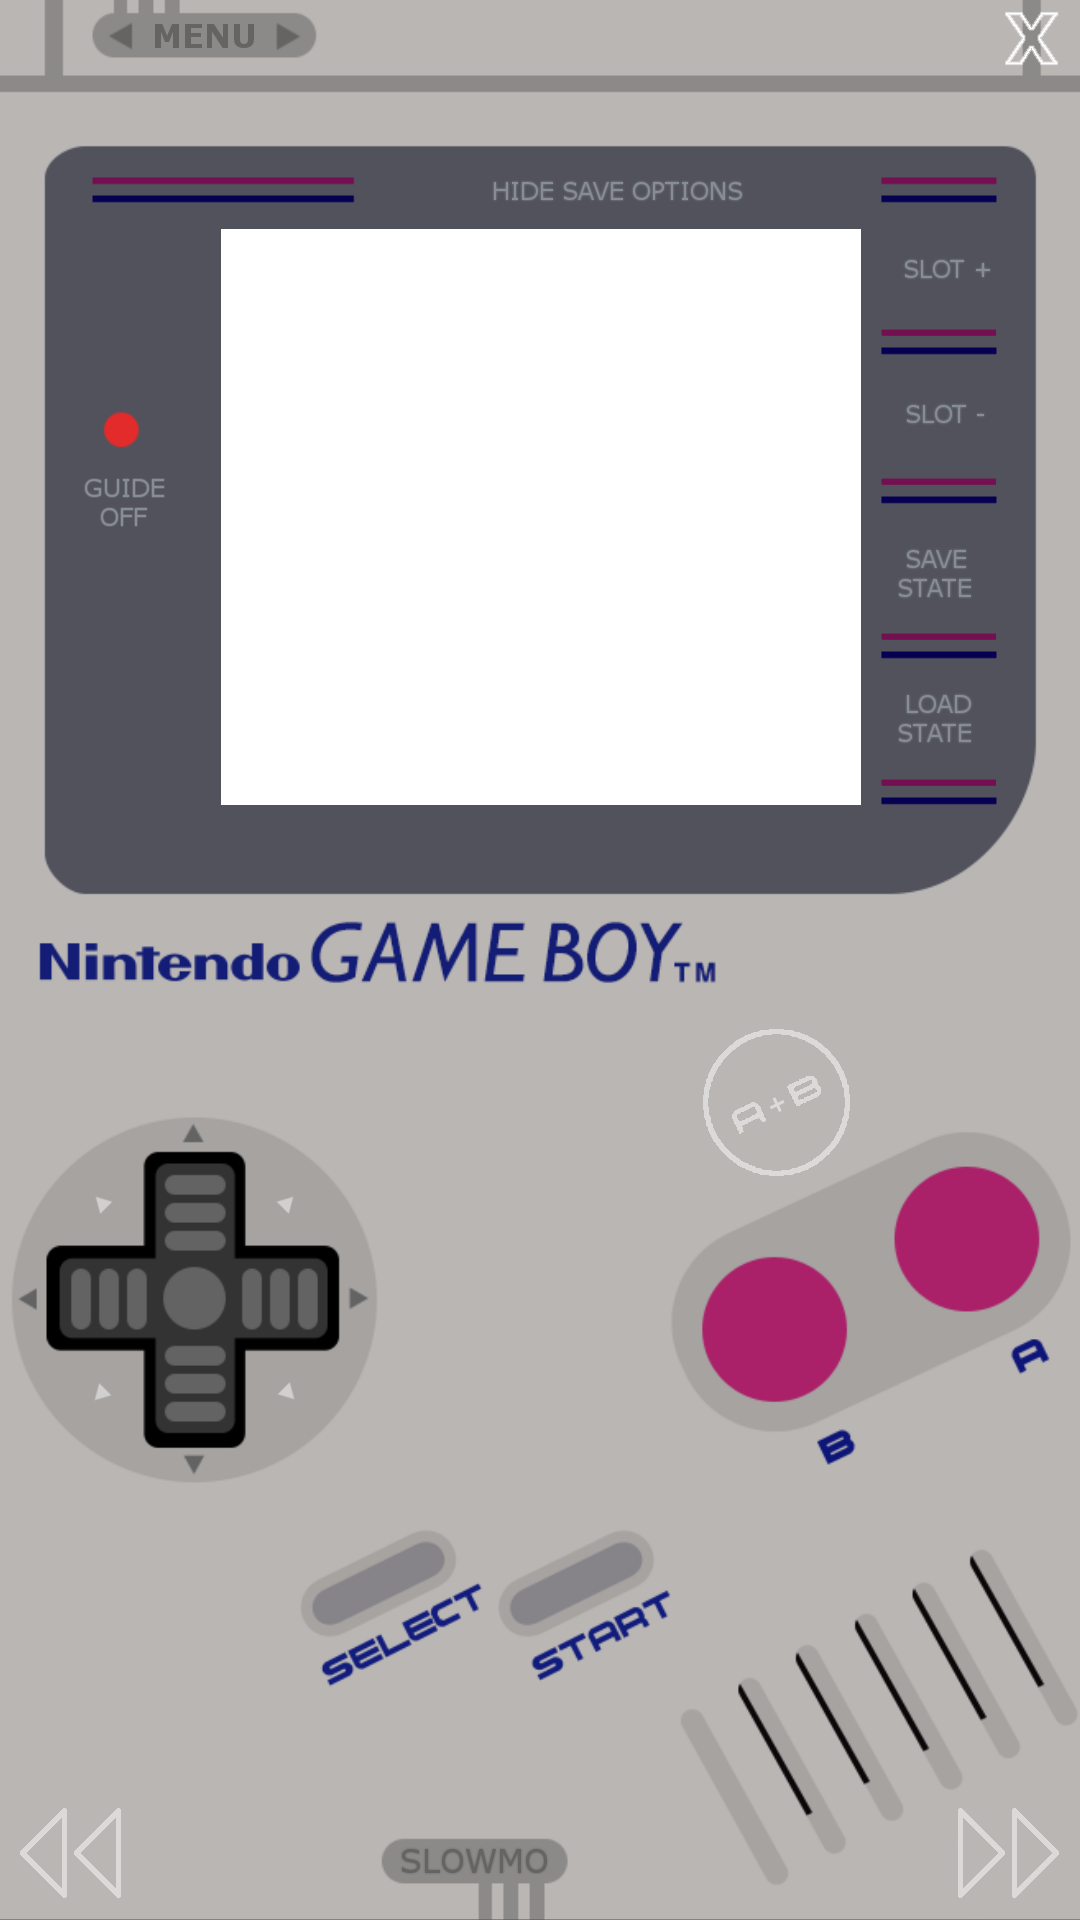 MENU
X
HIDE SAVE OPTIONS
SLOT +
SLOT -
GUIDE
OFF
SAVE
STATE
LOAD
STATE
Nintendo GAME BOY TM
A+B
A
B
SELECT
START
SLOWMO